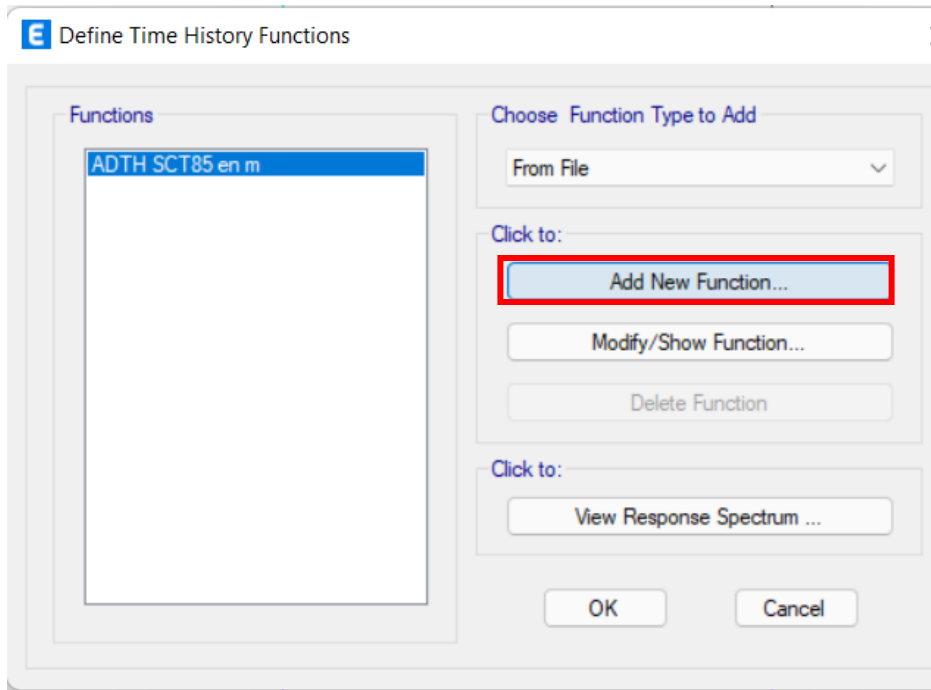 Define Time History Functions
Functions
ADTH SCT85 en m
Choose Function Type to Add
From File
Click to:
Add New Function...
Modify/Show Function...
Delete Function
Click to:
View Response Spectrum ...
OK
Cancel